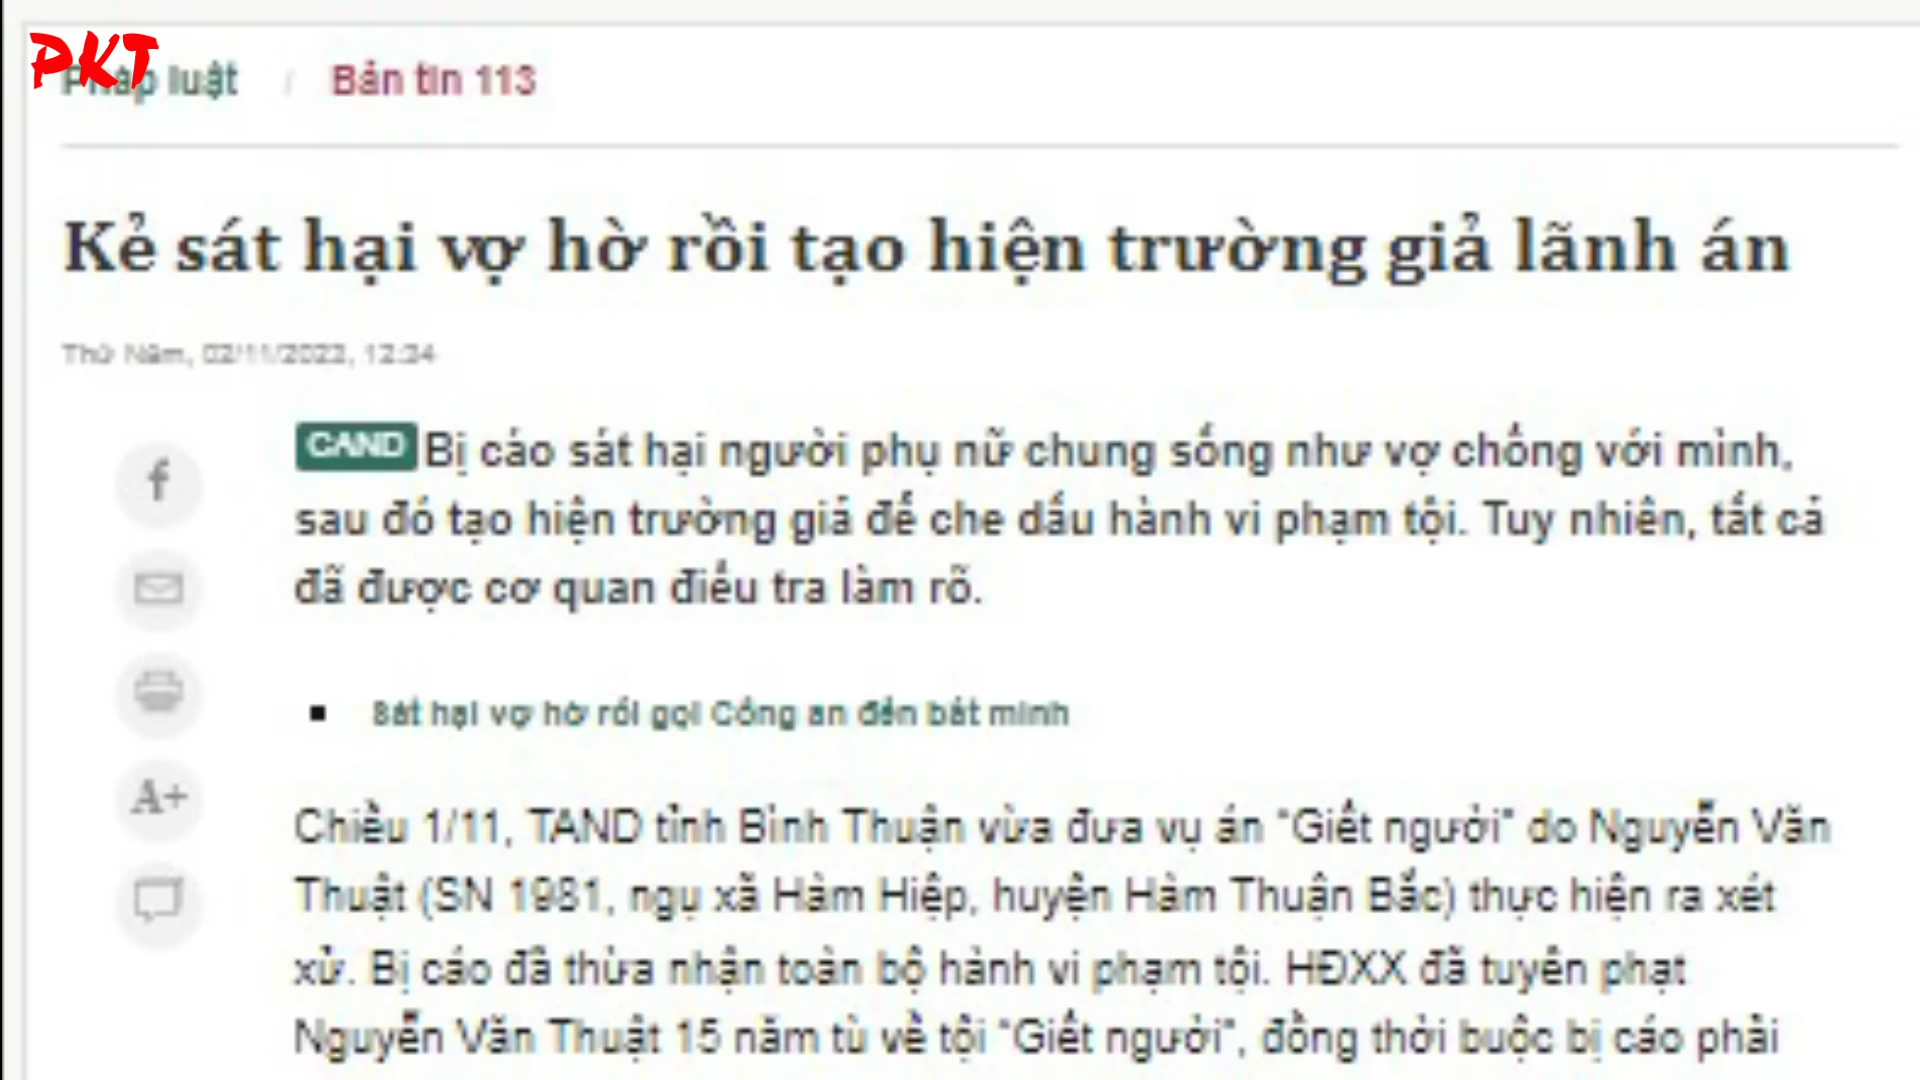 PKT
Pháp luật / Bản tin 113
Kẻ sát hại vợ hờ rồi tạo hiện trường giả lãnh án
Thứ Năm, 02/11/2023, 12:34
CAND Bị cáo sát hại người phụ nữ chung sống như vợ chồng với mình,
sau đó tạo hiện trường giả để che dấu hành vi phạm tội. Tuy nhiên, tất cả
đã được cơ quan điều tra làm rõ.
Sát hại vợ hờ rồi gọi Công an đến bắt mình
A+
Chiều 1/11, TAND tỉnh Bình Thuận vừa đưa vụ án "Giết người" do Nguyễn Văn
Thuật (SN 1981, ngụ xã Hàm Hiệp, huyện Hàm Thuận Bắc) thực hiện ra xét
xử. Bị cáo đã thừa nhận toàn bộ hành vi phạm tội. HĐXX đã tuyên phạt
Nguyễn Văn Thuật 15 năm tù về tội "Giết người", đồng thời buộc bị cáo phải